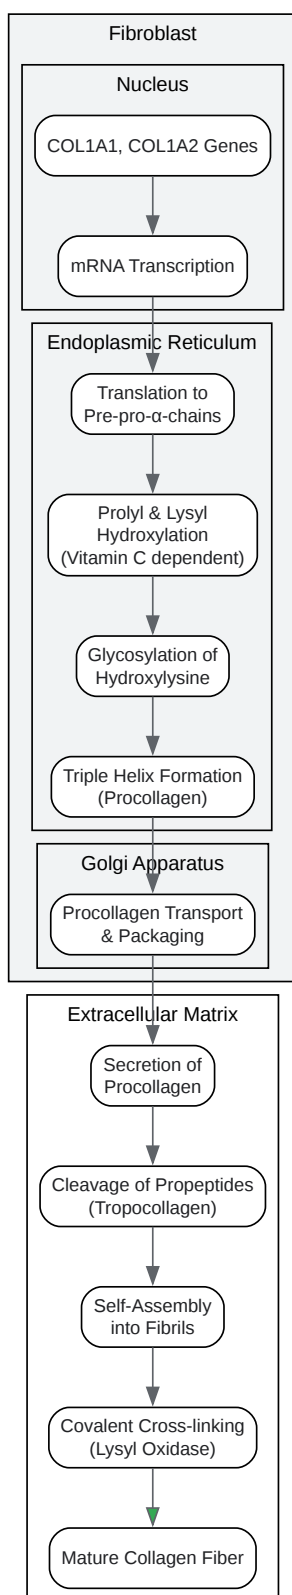 Fibroblast
Nucleus
COL1A1, COL1A2 Genes
mRNA Transcription
Endoplasmic Reticulum
Translation to
Pre-pro-α-chains
Prolyl & Lysyl
Hydroxylation
(Vitamin C dependent)
Glycosylation of
Hydroxylysine
Triple Helix Formation
(Procollagen)
Golgi Apparatus
Procollagen Transport
& Packaging
Extracellular Matrix
Secretion of
Procollagen
Cleavage of Propeptides
(Tropocollagen)
Self-Assembly
into Fibrils
Covalent Cross-linking
(Lysyl Oxidase)
Mature Collagen Fiber